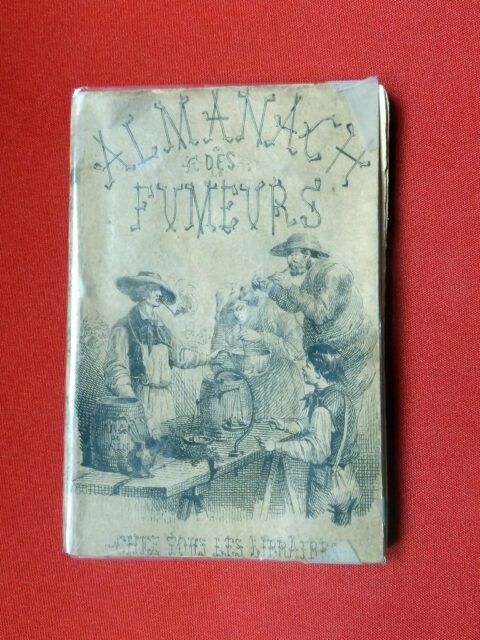 ALMANACH
DES
FUMEURS
CHEZ TOUS LES LIBRAIRES